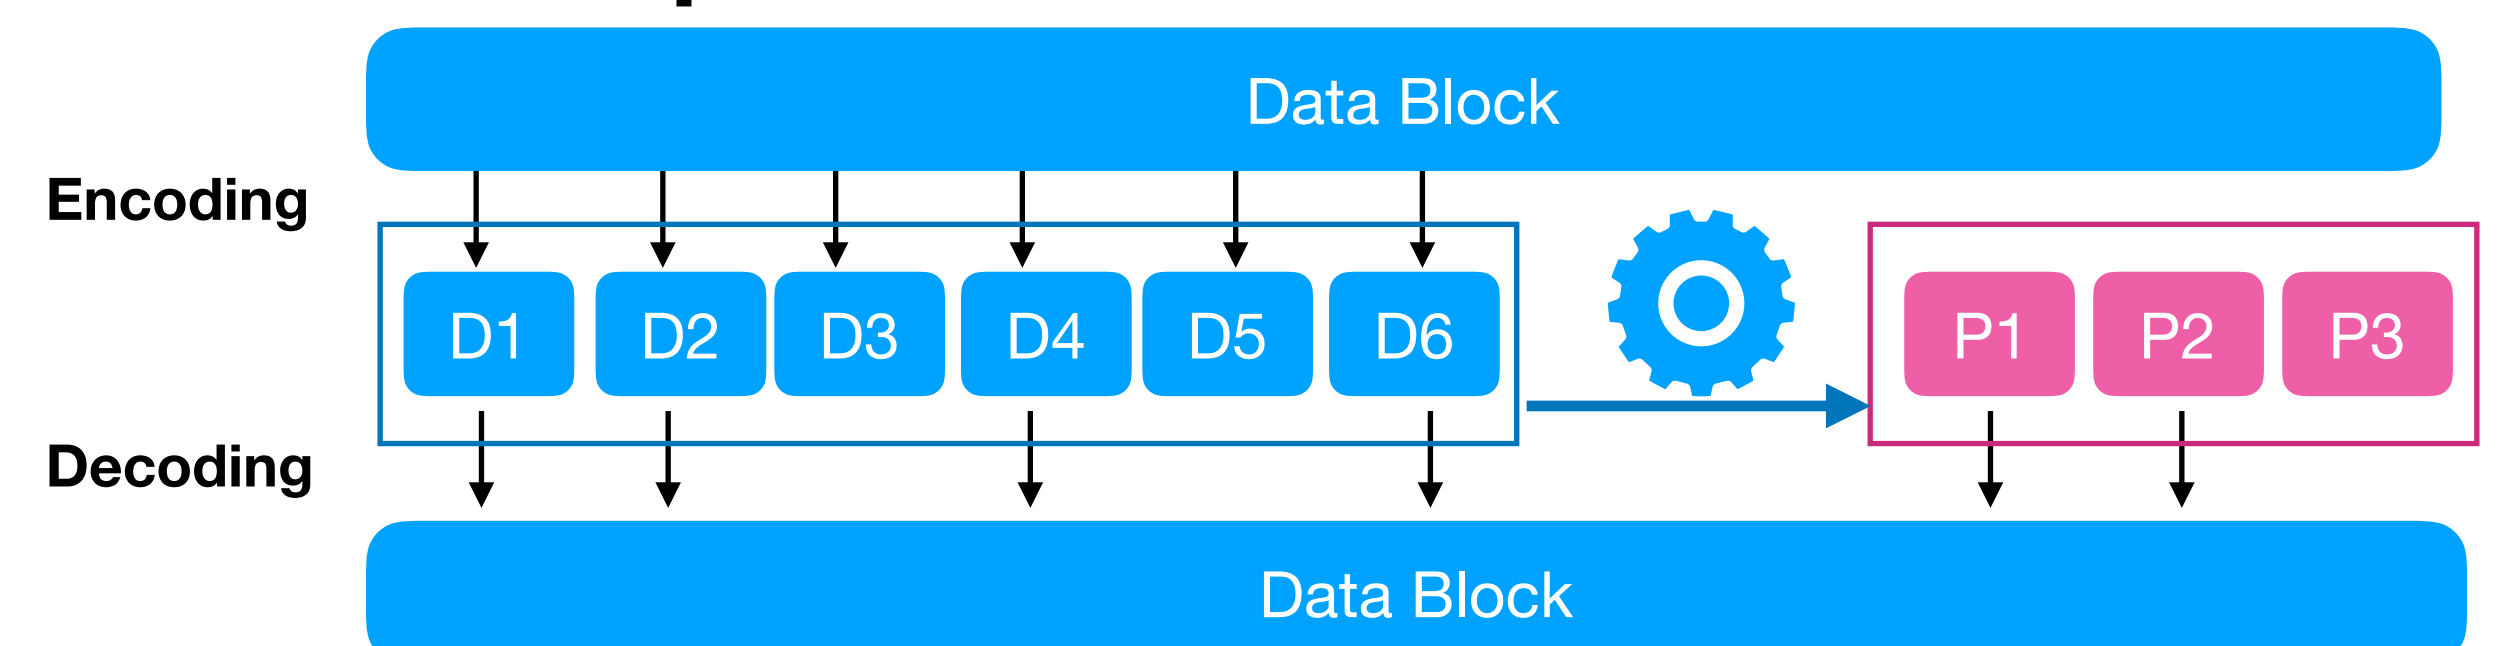 Data Block
Encoding
D1 D2 D3 D4 D5 D6 P1 P2 P3
Decoding
Data Block